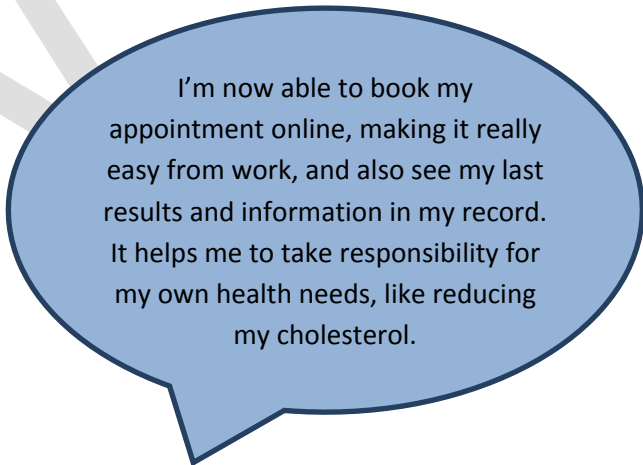 I’m now able to book my
appointment online, making it really
easy from work, and also see my last
results and information in my record.
It helps me to take responsibility for
my own health needs, like reducing
my cholesterol.